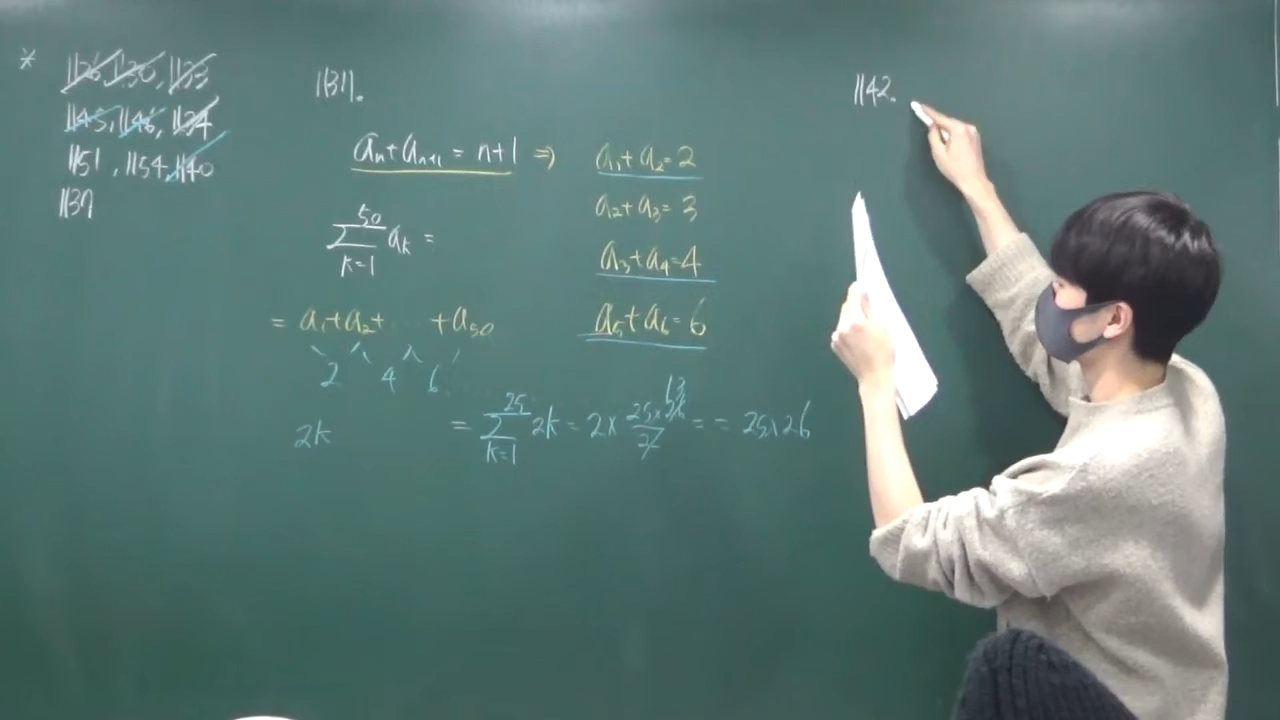 * 1126, 1130, 1133
1145, 1146, 1134
1151, 1154, 1140
1137
1137.
aₙ+aₙ₊₁ = n+1 ⇒
a₁+a₂=2
a₂+a₃=3
a₃+a₄=4
a₅+a₆=6
50
∑ aₖ =
k=1
= a₁+a₂+ ⋯ +a₅₀
2 4 6
2k
= ∑_{k=1}^{25} 2k = 2× 25×26/2 = = 25×26
13
1142.